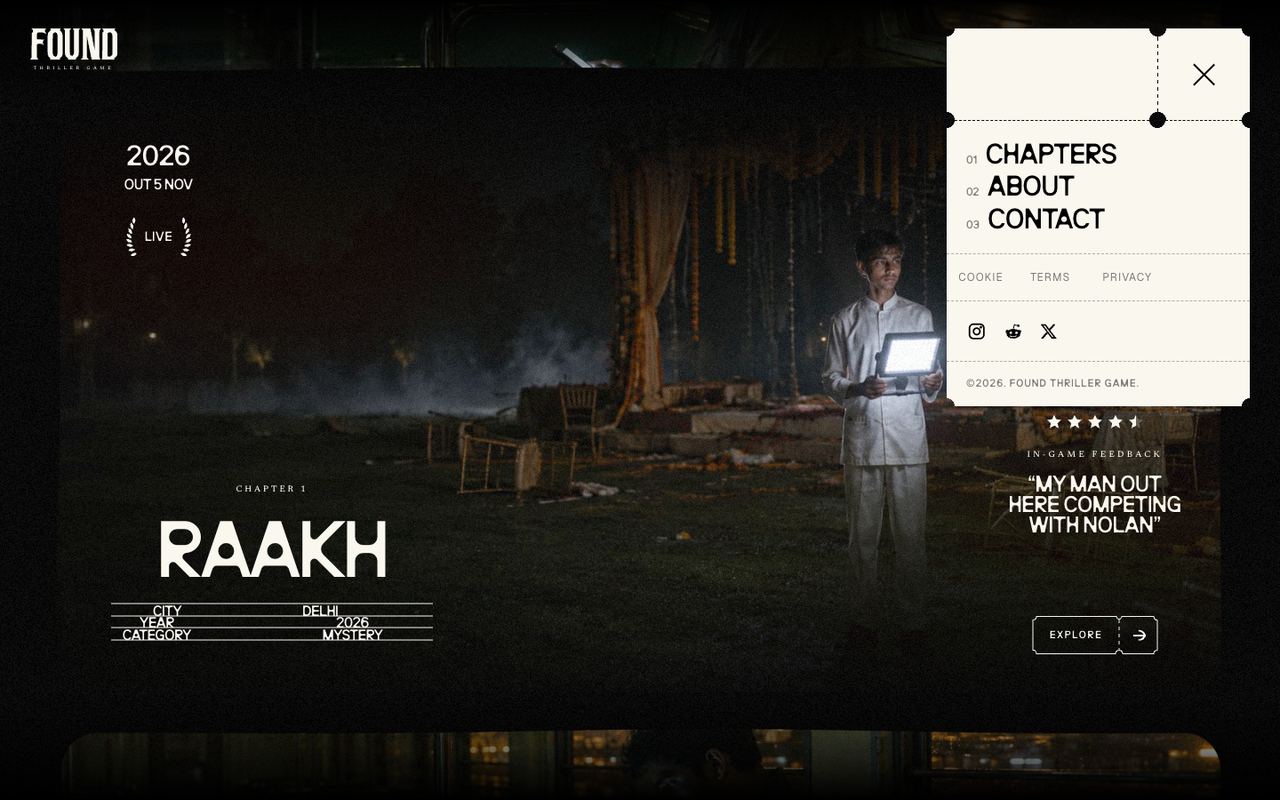 FOUND
THRILLER GAME
2026
OUT 5 NOV
LIVE
CHAPTER 1
RAAKH
CITY DELHI
YEAR 2026
CATEGORY MYSTERY
01 CHAPTERS
02 ABOUT
03 CONTACT
COOKIE TERMS PRIVACY
©2026. FOUND THRILLER GAME.
IN-GAME FEEDBACK
“MY MAN OUT
HERE COMPETING
WITH NOLAN”
EXPLORE